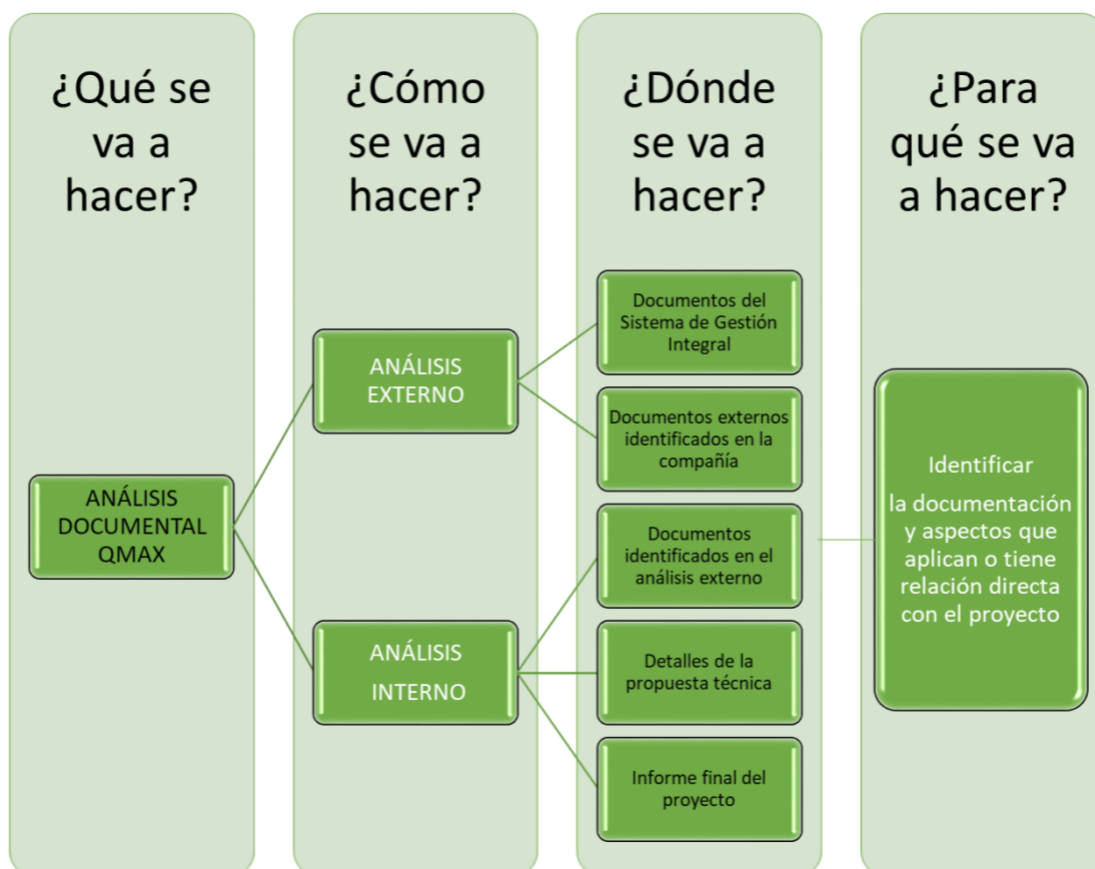 ¿Qué se
va a
hacer?
¿Cómo
se va a
hacer?
¿Dónde
se va a
hacer?
¿Para
qué se va
a hacer?
ANÁLISIS
DOCUMENTAL
QMAX
ANÁLISIS
EXTERNO
ANÁLISIS
INTERNO
Documentos del
Sistema de Gestión
Integral
Documentos externos
identificados en la
compañía
Documentos
identificados en el
análisis externo
Detalles de la
propuesta técnica
Informe final del
proyecto
Identificar
la documentación
y aspectos que
aplican o tiene
relación directa
con el proyecto